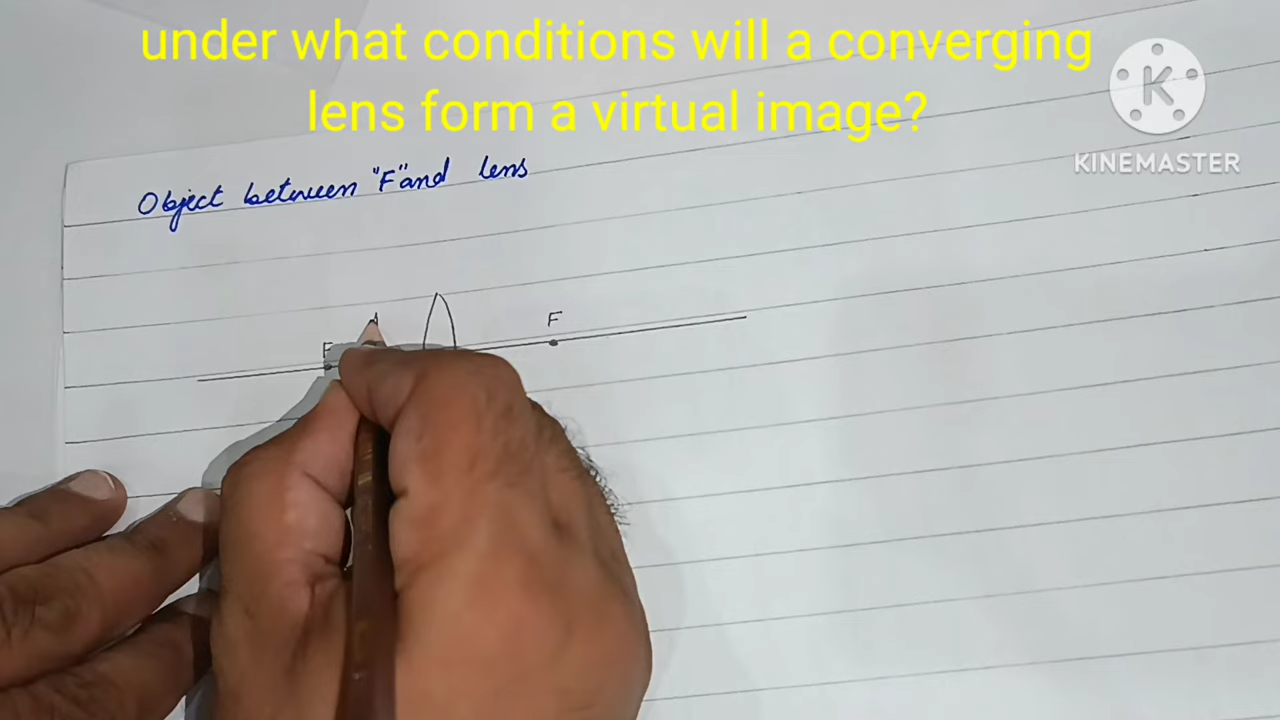 under what conditions will a converging
lens form a virtual image?
KINEMASTER
Object between "F" and lens
F
F